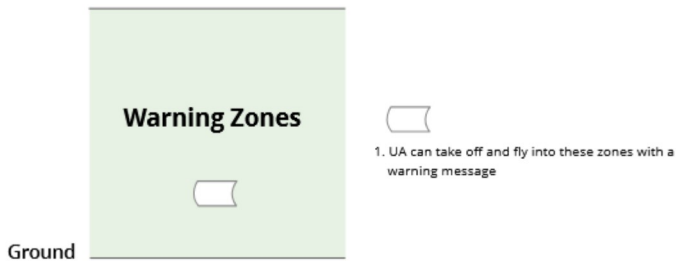 Warning Zones
1. UA can take off and fly into these zones with a
warning message
Ground